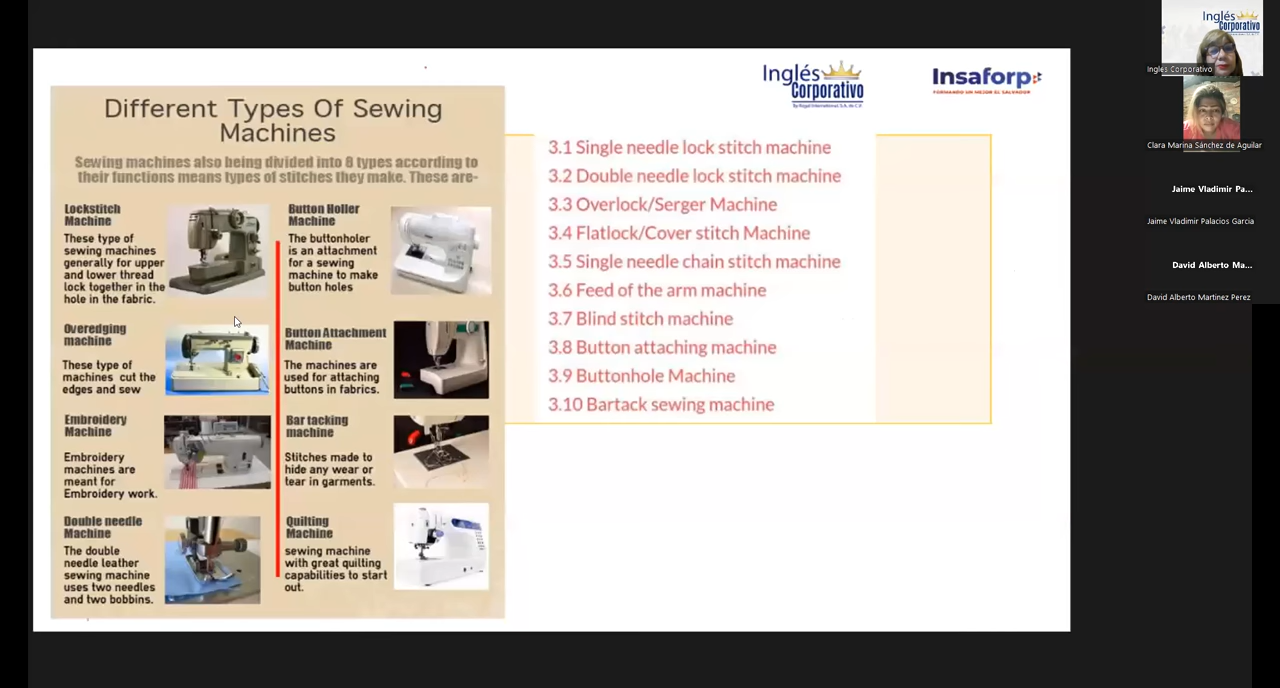 Different Types Of Sewing
Machines
Sewing machines also being divided into 8 types according to
their functions means types of stitches they make. These are-
Lockstitch
Machine
These type of
sewing machines
generally for upper
and lower thread
lock together in the
hole in the fabric.
Overedging
machine
These type of
machines cut the
edges and sew
Embroidery
Machine
Embroidery
machines are
meant for
Embroidery work.
Double needle
Machine
The double
needle leather
sewing machine
uses two needles
and two bobbins.
Button Holler
Machine
The buttonholer
is an attachment
for a sewing
machine to make
button holes
Button Attachment
Machine
The machines are
used for attaching
buttons in fabrics.
Bar tacking
machine
Stitches made to
hide any wear or
tear in garments.
Quilting
Machine
sewing machine
with great quilting
capabilities to start
out.
Inglés
Corporativo
By Regal International, S.A. de C.V.
Insaforp
FORMANDO UN MEJOR EL SALVADOR
3.1 Single needle lock stitch machine
3.2 Double needle lock stitch machine
3.3 Overlock/Serger Machine
3.4 Flatlock/Cover stitch Machine
3.5 Single needle chain stitch machine
3.6 Feed of the arm machine
3.7 Blind stitch machine
3.8 Button attaching machine
3.9 Buttonhole Machine
3.10 Bartack sewing machine
Inglés
Corporativo
Inglés Corporativo
Clara Marina Sánchez de Aguilar
Jaime Vladimir Pa...
Jaime Vladimir Palacios Garcia
David Alberto Ma...
David Alberto Martinez Perez